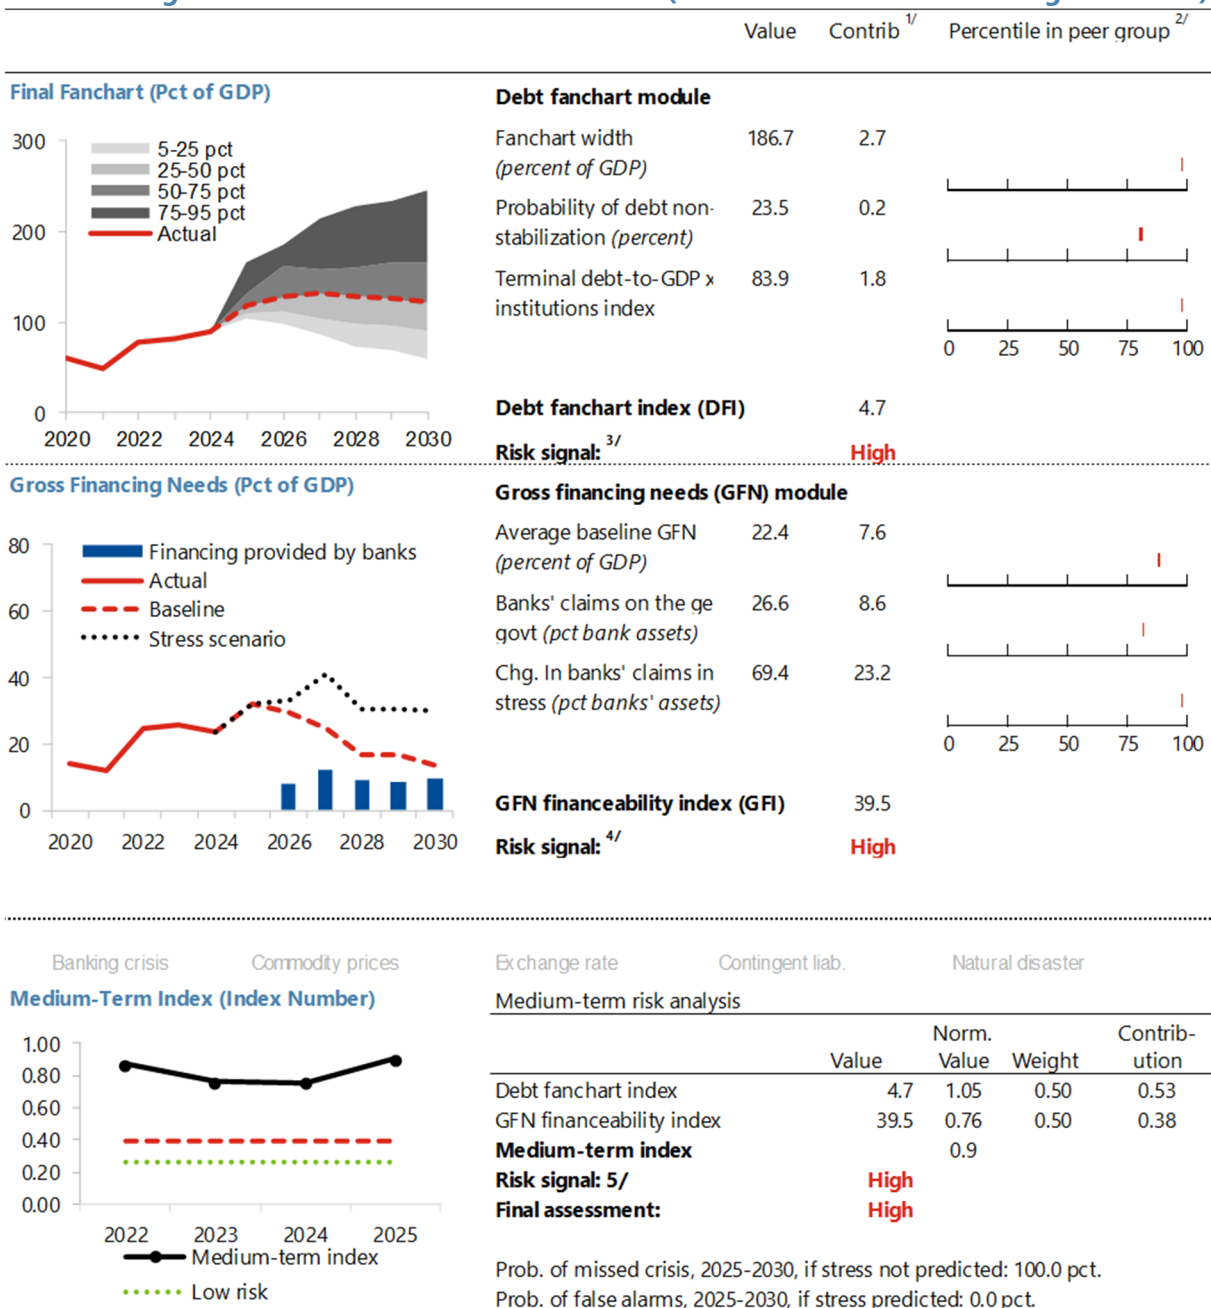 Value Contrib 1/ Percentile in peer group 2/
Final Fanchart (Pct of GDP)
300
200
100
0
5-25 pct
25-50 pct
50-75 pct
75-95 pct
Actual
2020 2022 2024 2026 2028 2030
Debt fanchart module
Fanchart width 186.7 2.7
(percent of GDP)
Probability of debt non- 23.5 0.2
stabilization (percent)
Terminal debt-to-GDP x 83.9 1.8
institutions index
0 25 50 75 100
Debt fanchart index (DFI) 4.7
Risk signal: 3/ High
Gross Financing Needs (Pct of GDP)
80
60
40
20
0
Financing provided by banks
Actual
Baseline
Stress scenario
2020 2022 2024 2026 2028 2030
Gross financing needs (GFN) module
Average baseline GFN 22.4 7.6
(percent of GDP)
Banks' claims on the ge 26.6 8.6
govt (pct bank assets)
Chg. In banks' claims in 69.4 23.2
stress (pct banks' assets)
0 25 50 75 100
GFN financeability index (GFI) 39.5
Risk signal: 4/ High
Banking crisis Commodity prices Exchange rate Contingent liab. Natural disaster
Medium-Term Index (Index Number)
1.00
0.80
0.60
0.40
0.20
0.00
2022 2023 2024 2025
Medium-term index
Low risk
Medium-term risk analysis
Norm. Contrib-
Value Value Weight ution
Debt fanchart index 4.7 1.05 0.50 0.53
GFN financeability index 39.5 0.76 0.50 0.38
Medium-term index 0.9
Risk signal: 5/ High
Final assessment: High
Prob. of missed crisis, 2025-2030, if stress not predicted: 100.0 pct.
Prob. of false alarms, 2025-2030, if stress predicted: 0.0 pct.